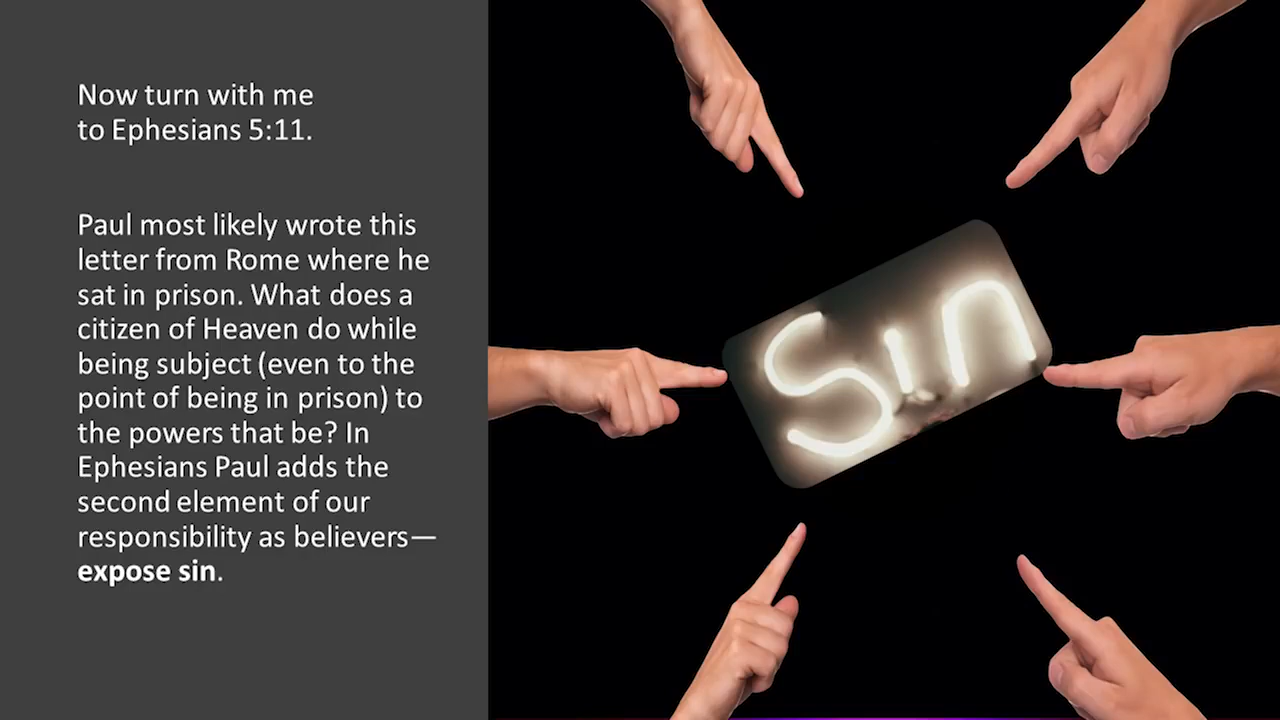 Now turn with me
to Ephesians 5:11.
Paul most likely wrote this
letter from Rome where he
sat in prison. What does a
citizen of Heaven do while
being subject (even to the
point of being in prison) to
the powers that be? In
Ephesians Paul adds the
second element of our
responsibility as believers—
expose sin.
Sin